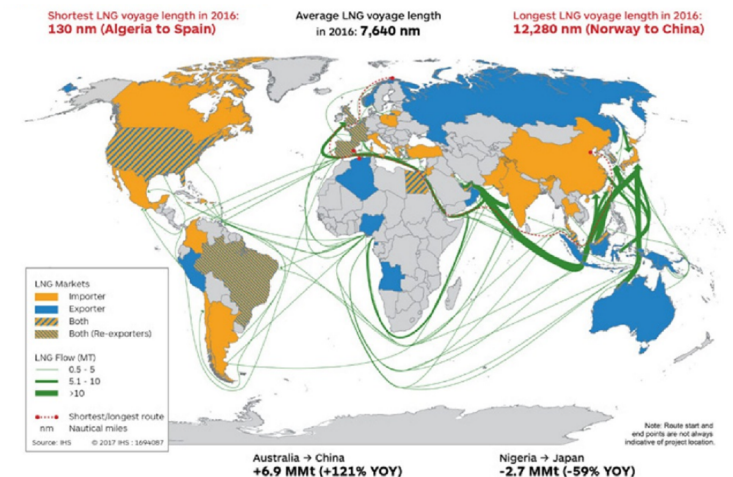 Shortest LNG voyage length in 2016:
130 nm (Algeria to Spain)
Average LNG voyage length
in 2016: 7,640 nm
Longest LNG voyage length in 2016:
12,280 nm (Norway to China)
LNG Markets
Importer
Exporter
Both
Both (Re-exporters)
LNG Flow (MT)
0.5 - 5
5.1 - 10
>10
Shortest/longest route
nm Nautical miles
Source: IHS © 2017 IHS : 1694087
Note: Route start and
end points are not always
indicative of project location.
Australia → China
+6.9 MMt (+121% YOY)
Nigeria → Japan
-2.7 MMt (-59% YOY)